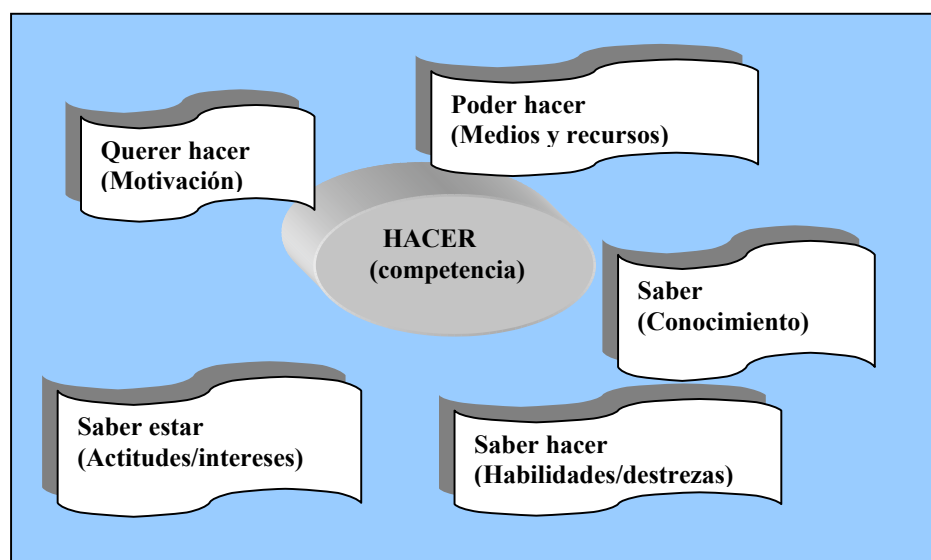 Querer hacer
(Motivación)
Poder hacer
(Medios y recursos)
HACER
(competencia)
Saber
(Conocimiento)
Saber estar
(Actitudes/intereses)
Saber hacer
(Habilidades/destrezas)